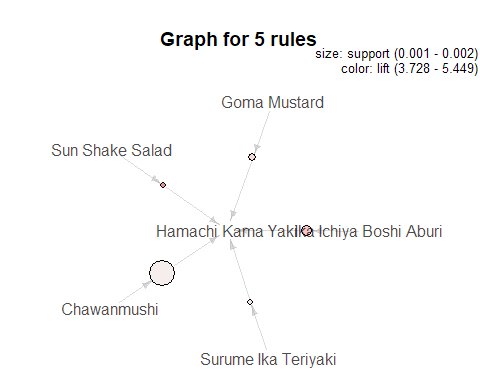 Graph for 5 rules
size: support (0.001 - 0.002)
color: lift (3.728 - 5.449)
Goma Mustard
Sun Shake Salad
Hamachi Kama Yaki
Ika Ichiya Boshi Aburi
Chawanmushi
Surume Ika Teriyaki